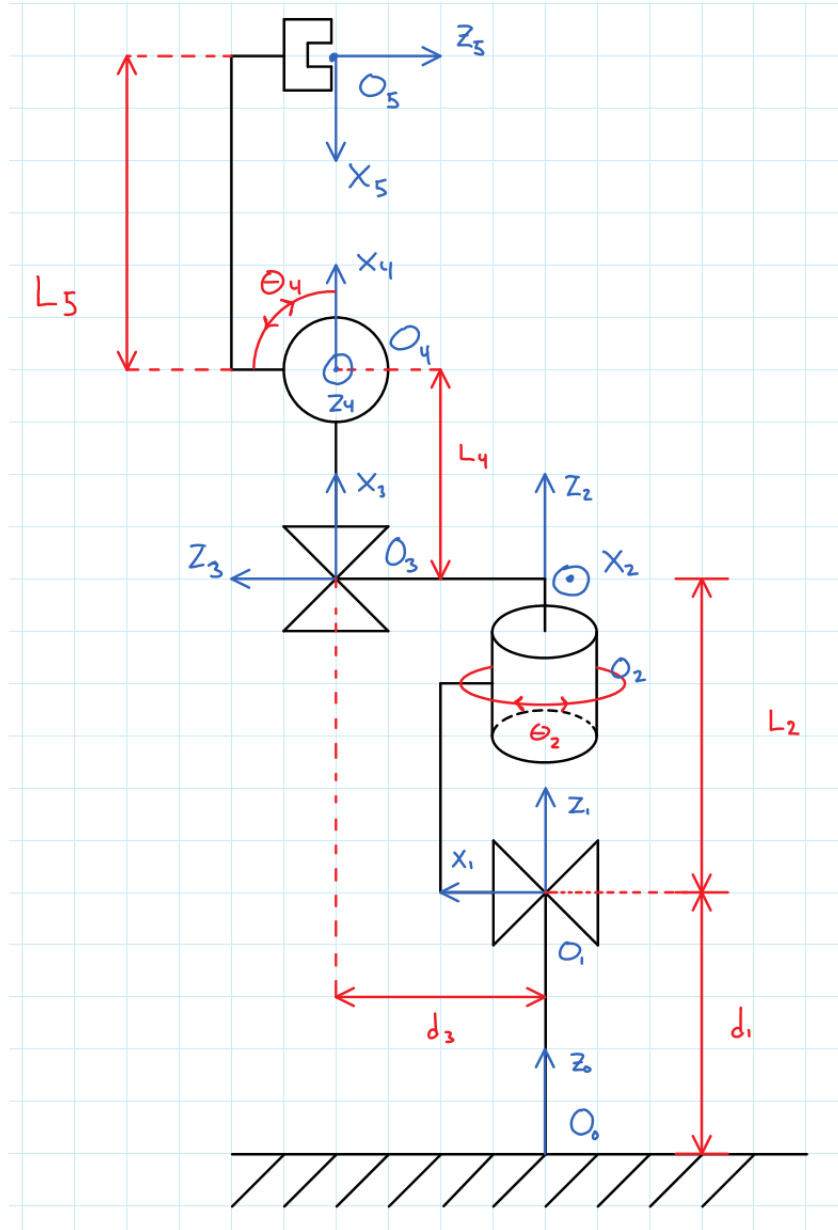 Z₅
O₅
X₅
L₅
X₄
Θ₄
O₄
Z₄
L₄
X₃
Z₂
Z₃
O₃
X₂
O₂
Θ₂
L₂
Z₁
X₁
O₁
d₃
d₁
Z₀
O₀